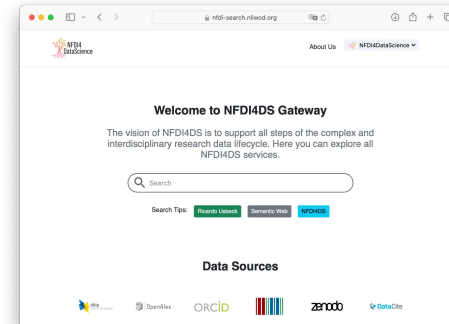 nfdi-search.nliwod.org
NFDI4
DataScience
About Us
NFDI4DataScience
Welcome to NFDI4DS Gateway
The vision of NFDI4DS is to support all steps of the complex and
interdisciplinary research data lifecycle. Here you can explore all
NFDI4DS services.
Search
Search Tips: Ricardo Usbeck Semantic Web NFDI4DS
Data Sources
dblp OpenAlex ORCID zenodo DataCite